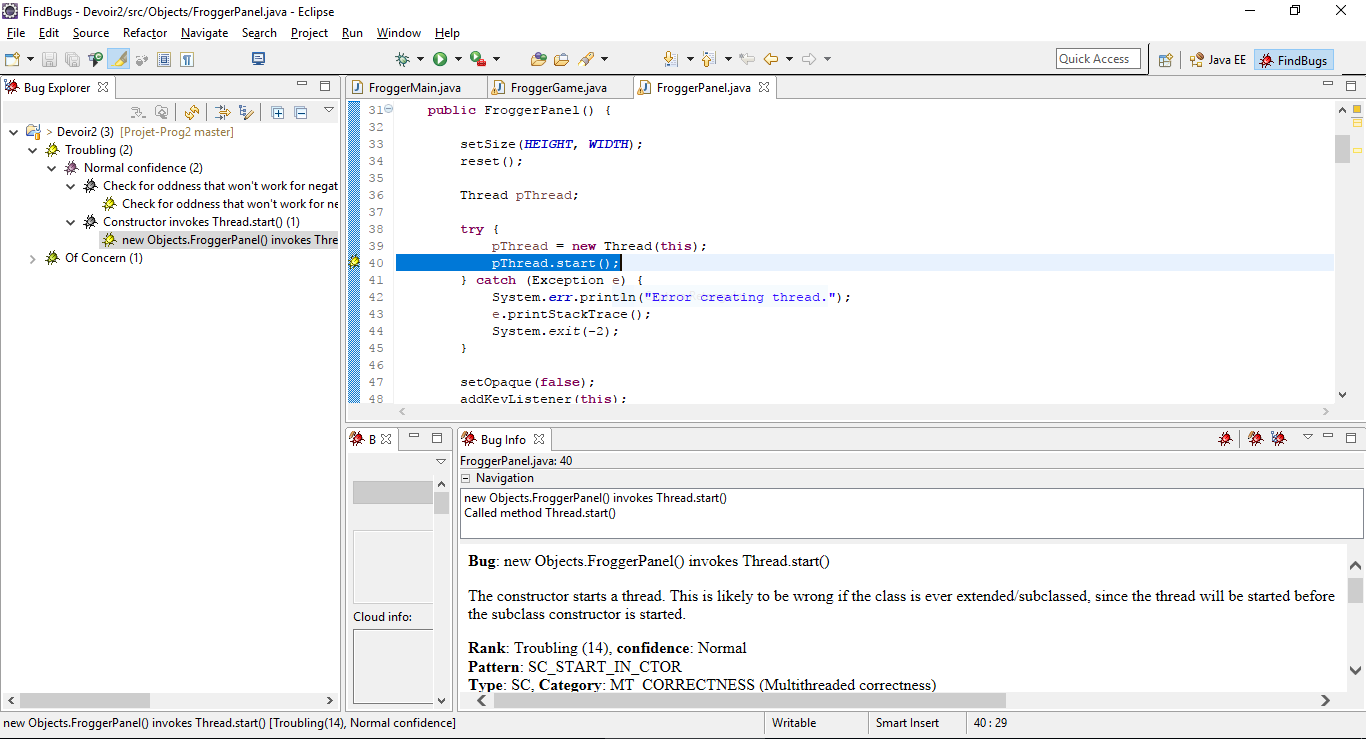 FindBugs - Devoir2/src/Objects/FroggerPanel.java - Eclipse
File Edit Source Refactor Navigate Search Project Run Window Help
Quick Access Java EE FindBugs
Bug Explorer
> Devoir2 (3) [Projet-Prog2 master]
Troubling (2)
Normal confidence (2)
Check for oddness that won't work for negat
Check for oddness that won't work for ne
Constructor invokes Thread.start() (1)
new Objects.FroggerPanel() invokes Thre
Of Concern (1)
FroggerMain.java FroggerGame.java FroggerPanel.java
31 public FroggerPanel() {
32
33 setSize(HEIGHT, WIDTH);
34 reset();
35
36 Thread pThread;
37
38 try {
39 pThread = new Thread(this);
40 pThread.start();
41 } catch (Exception e) {
42 System.err.println("Error creating thread.");
43 e.printStackTrace();
44 System.exit(-2);
45 }
46
47 setOpaque(false);
48 addKeyListener(this);
B
Cloud info:
Bug Info
FroggerPanel.java: 40
Navigation
new Objects.FroggerPanel() invokes Thread.start()
Called method Thread.start()
Bug: new Objects.FroggerPanel() invokes Thread.start()
The constructor starts a thread. This is likely to be wrong if the class is ever extended/subclassed, since the thread will be started before
the subclass constructor is started.
Rank: Troubling (14), confidence: Normal
Pattern: SC_START_IN_CTOR
Type: SC, Category: MT_CORRECTNESS (Multithreaded correctness)
new Objects.FroggerPanel() invokes Thread.start() [Troubling(14), Normal confidence] Writable Smart Insert 40 : 29